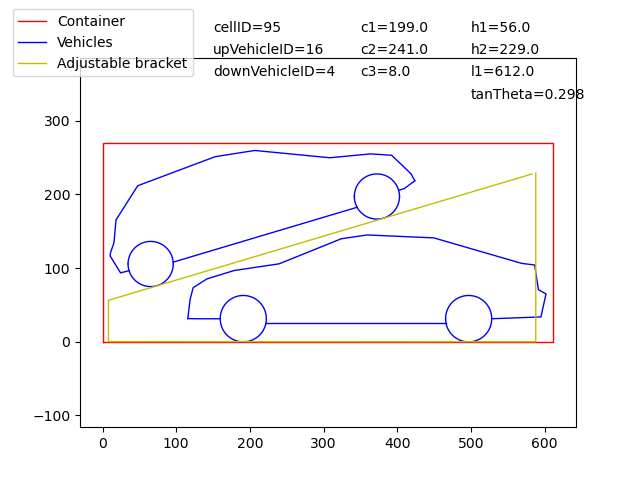 Container
Vehicles
Adjustable bracket
cellID=95 c1=199.0 h1=56.0
upVehicleID=16 c2=241.0 h2=229.0
downVehicleID=4 c3=8.0 l1=612.0
tanTheta=0.298
300
200
100
0
−100
0 100 200 300 400 500 600